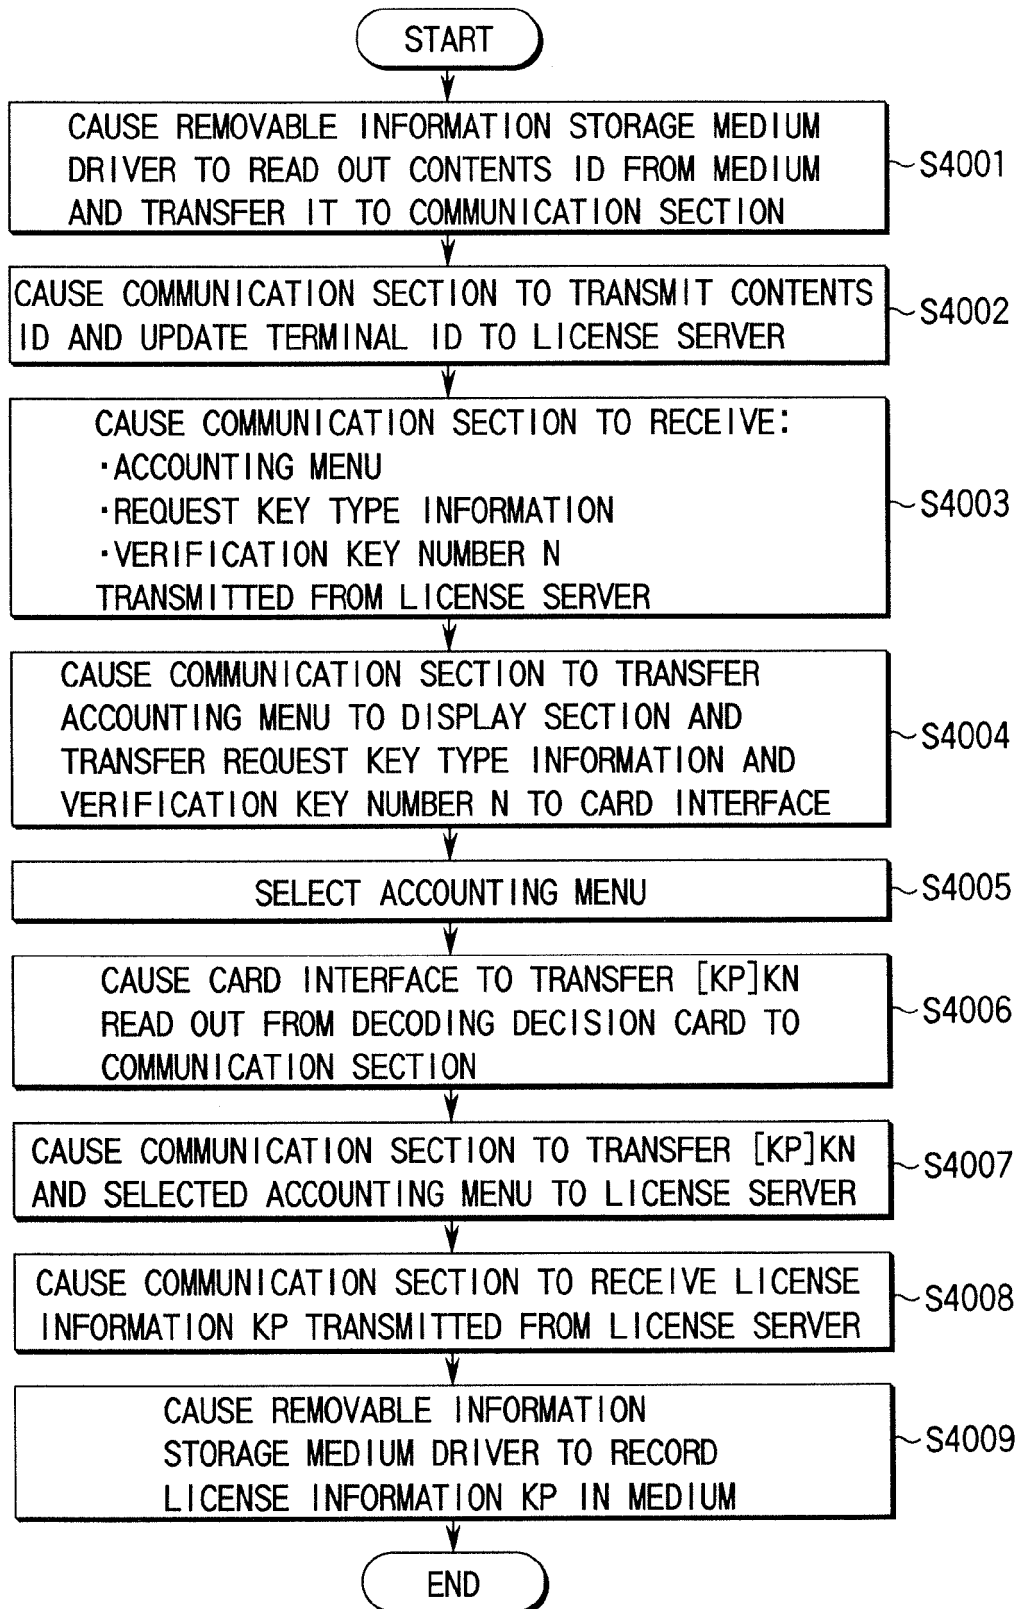 START
CAUSE REMOVABLE INFORMATION STORAGE MEDIUM
DRIVER TO READ OUT CONTENTS ID FROM MEDIUM
AND TRANSFER IT TO COMMUNICATION SECTION
S4001
CAUSE COMMUNICATION SECTION TO TRANSMIT CONTENTS
ID AND UPDATE TERMINAL ID TO LICENSE SERVER
S4002
CAUSE COMMUNICATION SECTION TO RECEIVE:
·ACCOUNTING MENU
·REQUEST KEY TYPE INFORMATION
·VERIFICATION KEY NUMBER N
TRANSMITTED FROM LICENSE SERVER
S4003
CAUSE COMMUNICATION SECTION TO TRANSFER
ACCOUNTING MENU TO DISPLAY SECTION AND
TRANSFER REQUEST KEY TYPE INFORMATION AND
VERIFICATION KEY NUMBER N TO CARD INTERFACE
S4004
SELECT ACCOUNTING MENU
S4005
CAUSE CARD INTERFACE TO TRANSFER [KP]KN
READ OUT FROM DECODING DECISION CARD TO
COMMUNICATION SECTION
S4006
CAUSE COMMUNICATION SECTION TO TRANSFER [KP]KN
AND SELECTED ACCOUNTING MENU TO LICENSE SERVER
S4007
CAUSE COMMUNICATION SECTION TO RECEIVE LICENSE
INFORMATION KP TRANSMITTED FROM LICENSE SERVER
S4008
CAUSE REMOVABLE INFORMATION
STORAGE MEDIUM DRIVER TO RECORD
LICENSE INFORMATION KP IN MEDIUM
S4009
END